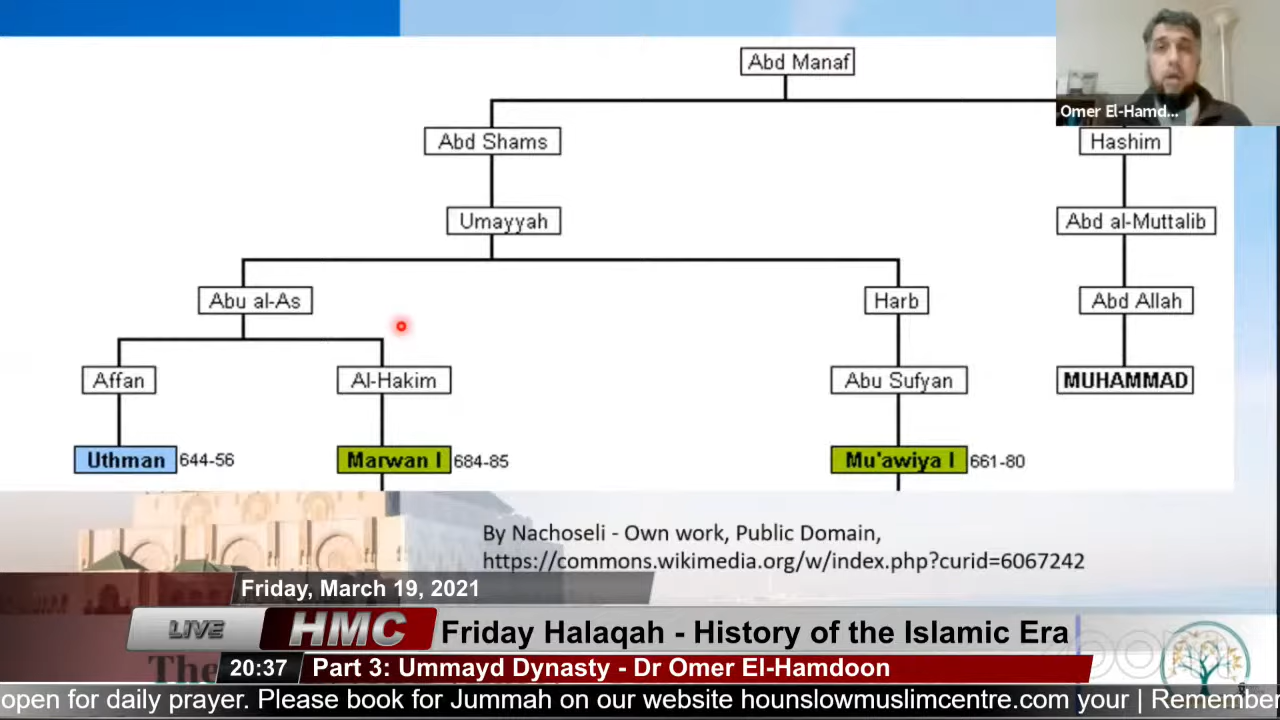 Abd Manaf
Omer El-Hamd...
Abd Shams
Hashim
Umayyah
Abd al-Muttalib
Abu al-As
Harb
Abd Allah
Affan
Al-Hakim
Abu Sufyan
MUHAMMAD
Uthman 644-56
Marwan I 684-85
Mu'awiya I 661-80
By Nachoseli - Own work, Public Domain,
https://commons.wikimedia.org/w/index.php?curid=6067242
Friday, March 19, 2021
LIVE HMC Friday Halaqah - History of the Islamic Era
zoom
The
20:37 Part 3: Ummayd Dynasty - Dr Omer El-Hamdoon
open for daily prayer. Please book for Jummah on our website hounslowmuslimcentre.com your | Remember